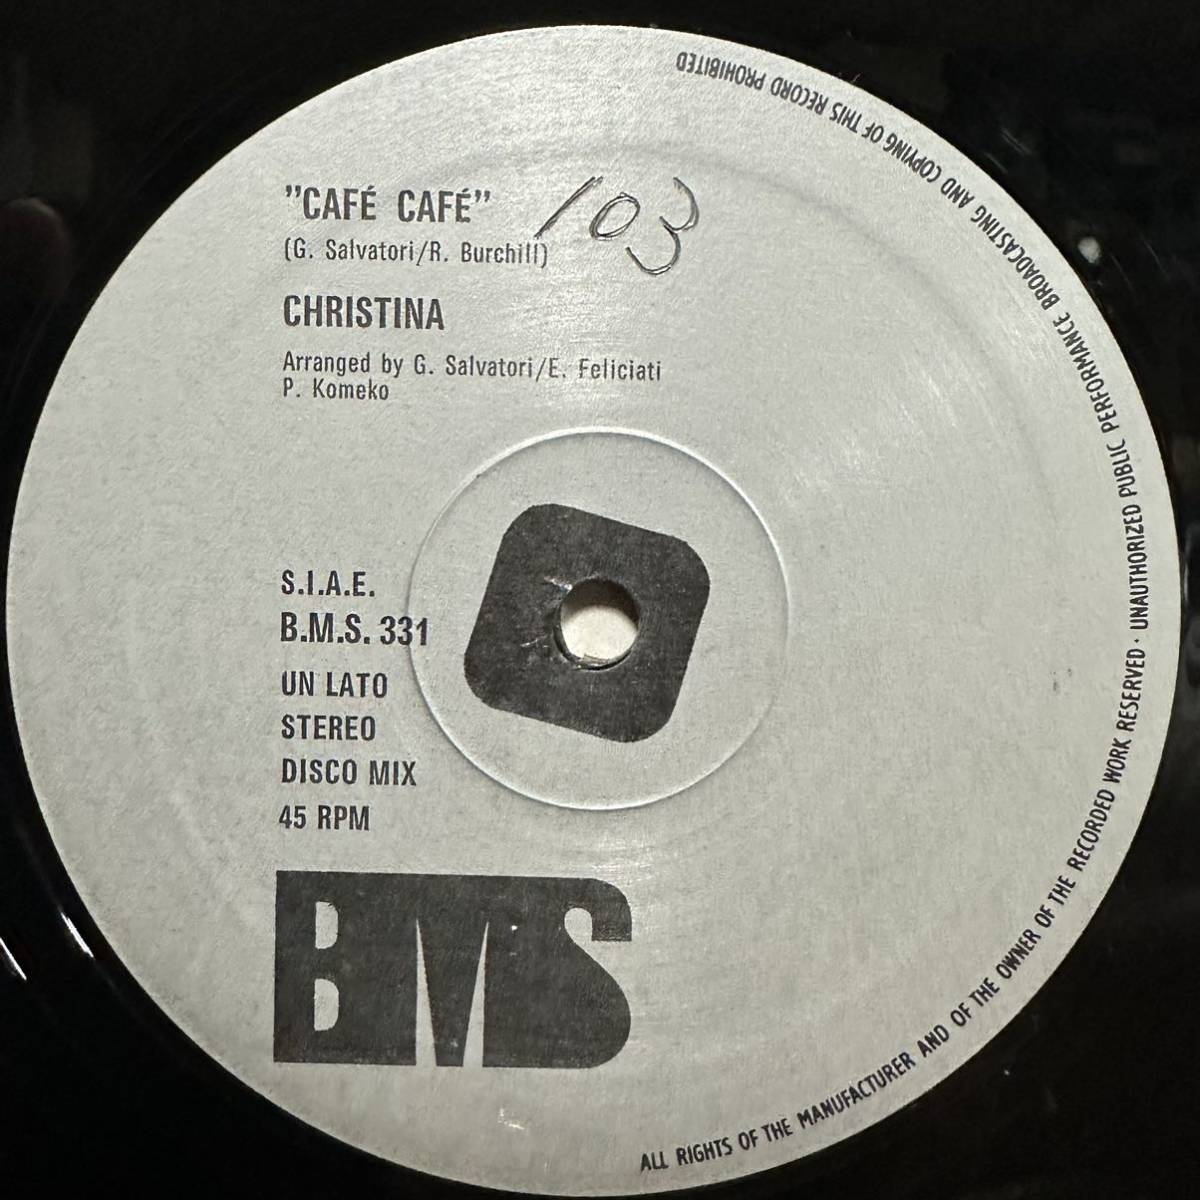 ”CAFÉ CAFÉ”
103
(G. Salvatori/R. Burchill)
CHRISTINA
Arranged by G. Salvatori/E. Feliciati
P. Komeko
S.I.A.E.
B.M.S. 331
UN LATO
STEREO
DISCO MIX
45 RPM
BMS
ALL RIGHTS OF THE MANUFACTURER AND OF THE OWNER OF THE RECORDED WORK RESERVED · UNAUTHORIZED PUBLIC PERFORMANCE BROADCASTING AND COPYING OF THIS RECORD PROHIBITED